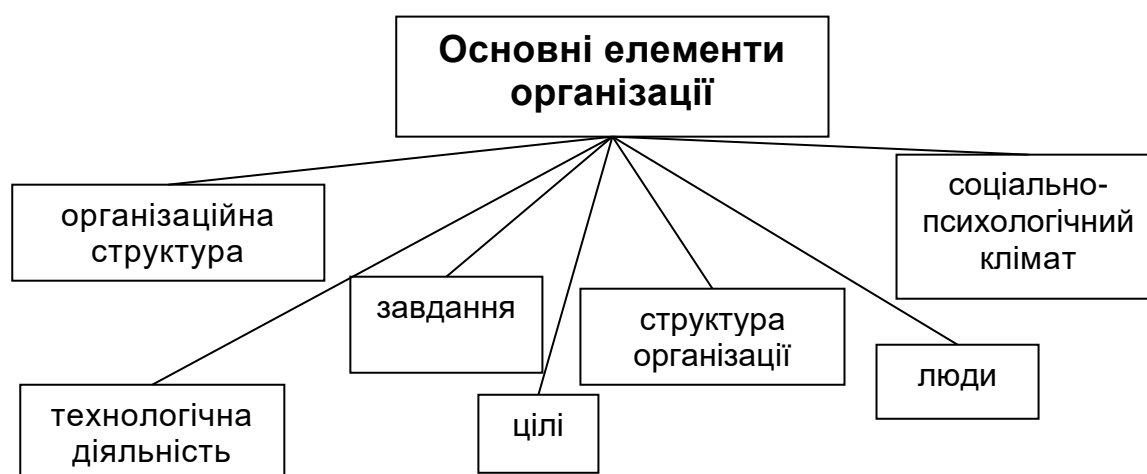 Основні елементи
організації
організаційна
структура
соціально-
психологічний
клімат
завдання
структура
організації
люди
технологічна
діяльність
цілі